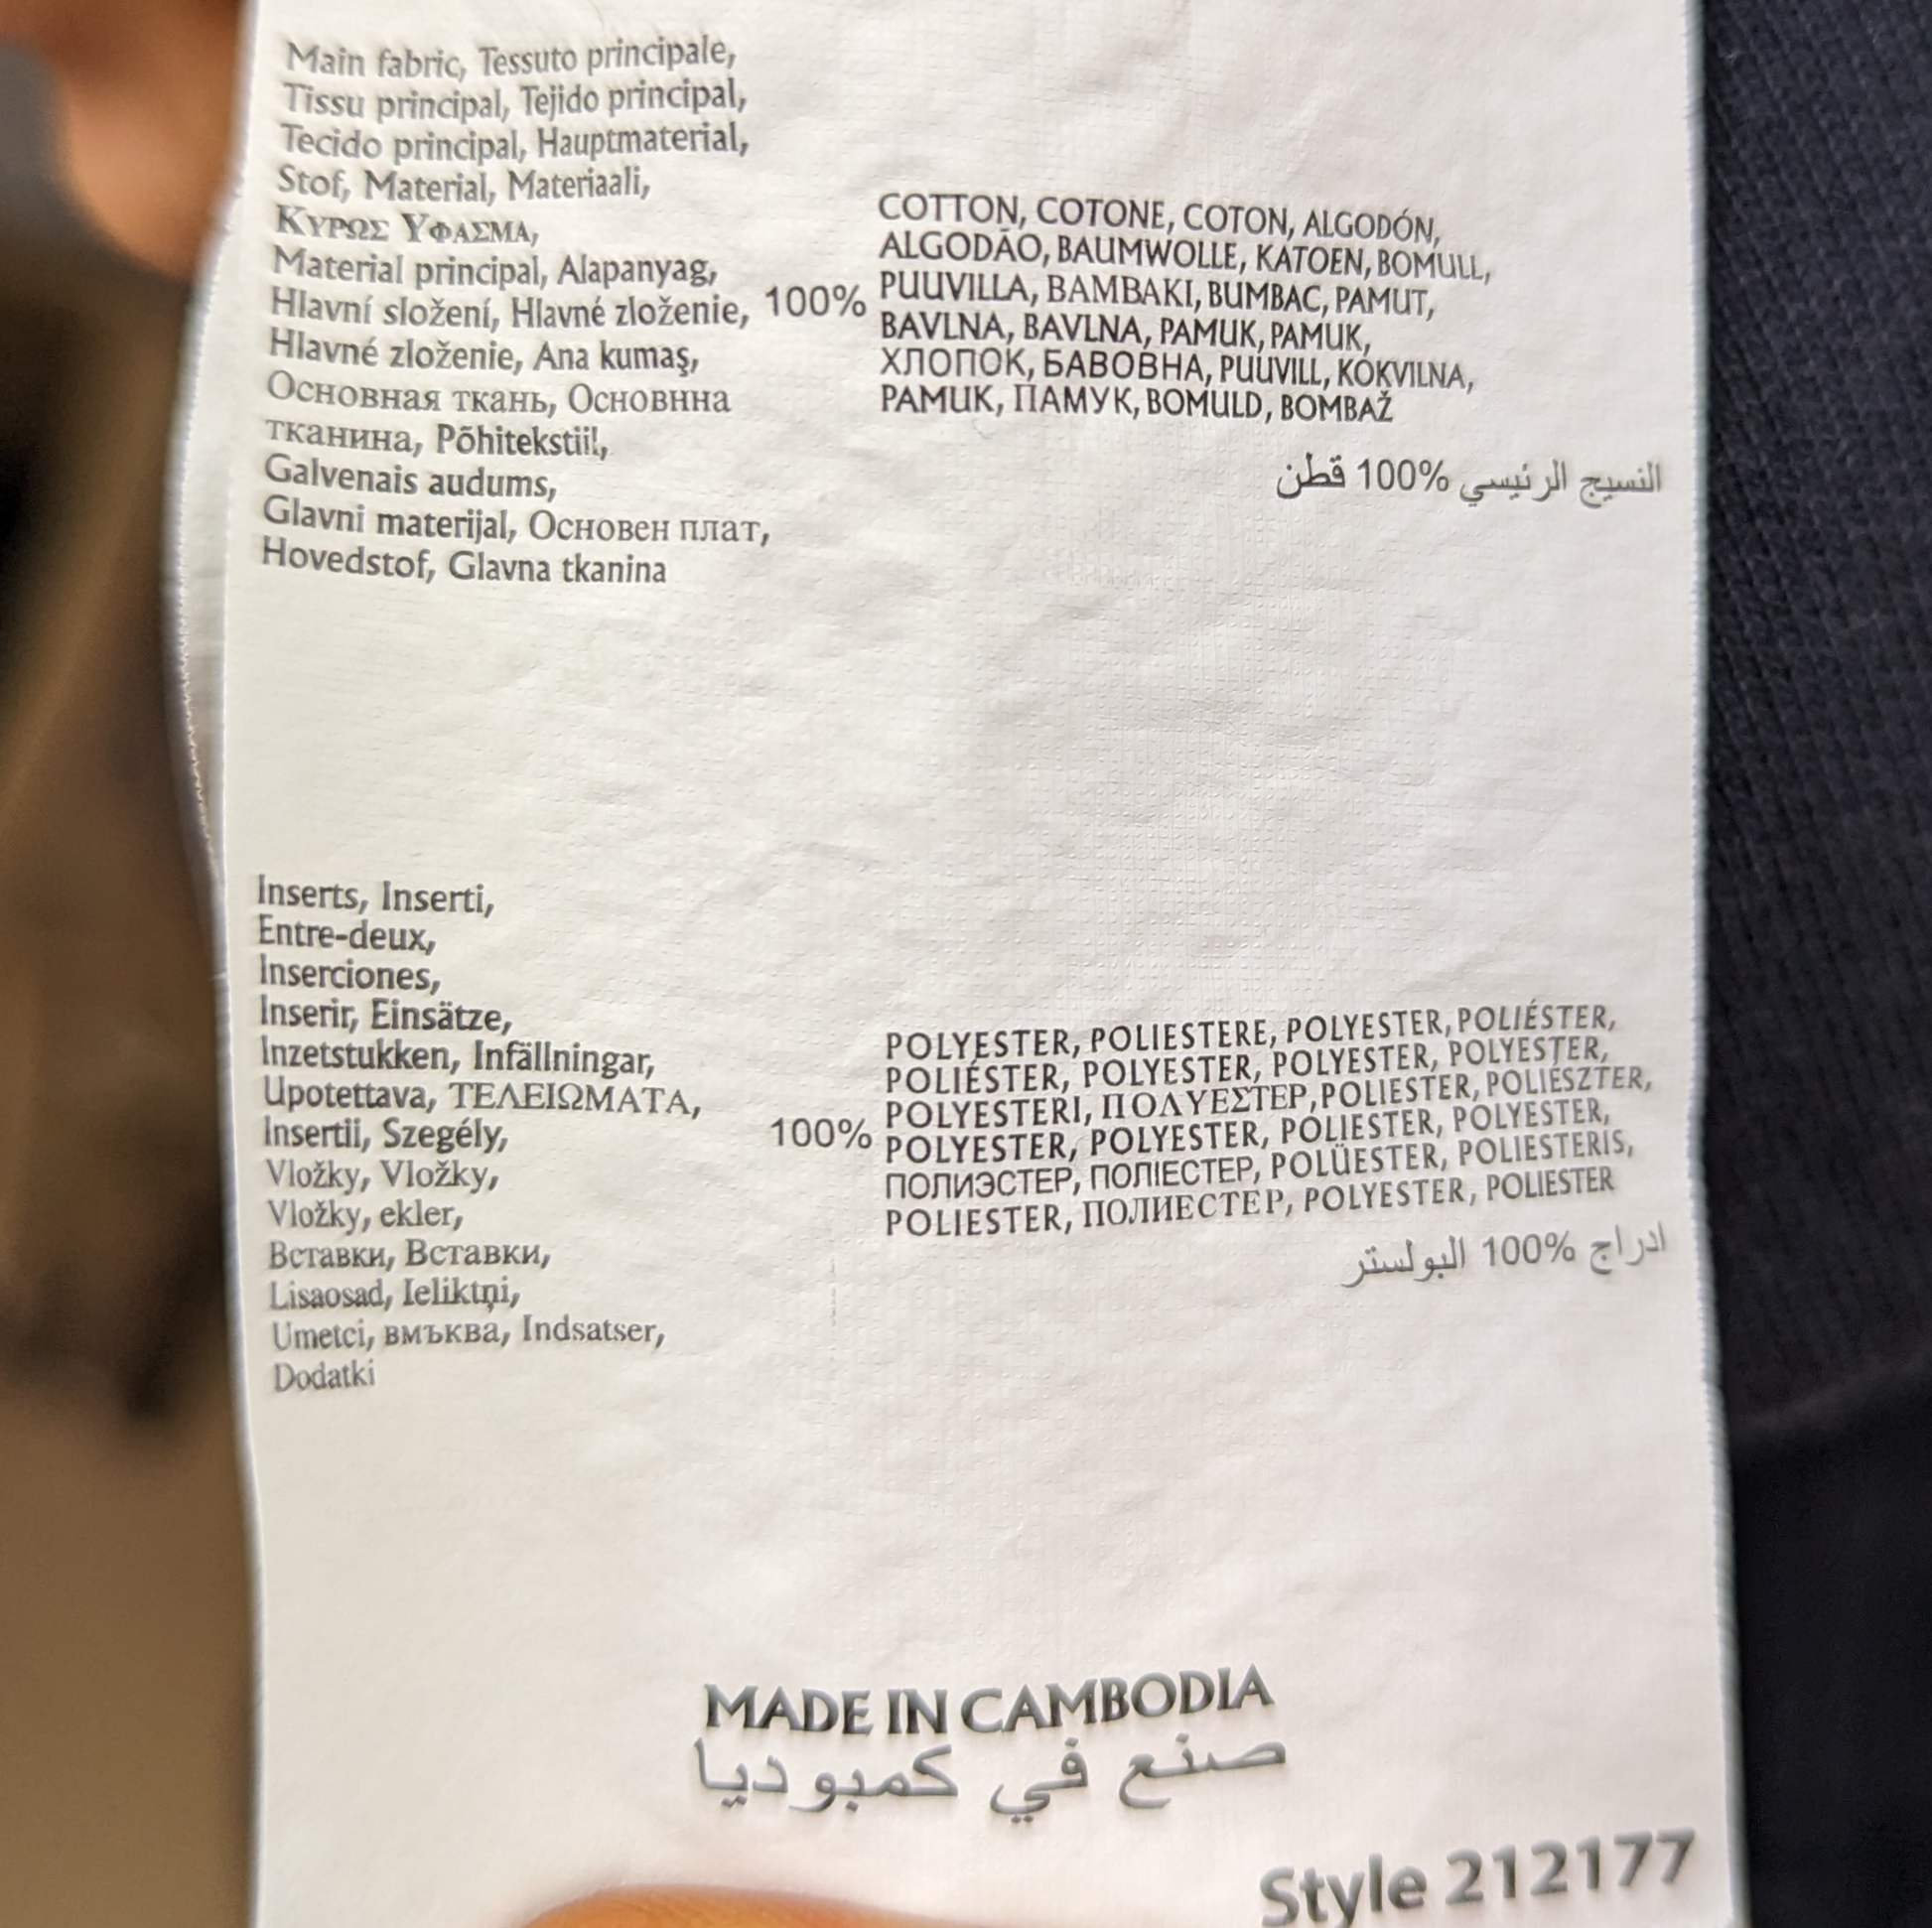 Main fabric, Tessuto principale,
Tissu principal, Tejido principal,
Tecido principal, Hauptmaterial,
Stof, Material, Materiaali,
ΚΥΡΩΣ ΥΦΑΣΜΑ,
Material principal, Alapanyag,
Hlavní složení, Hlavné zloženie,
Hlavné zloženie, Ana kumaş,
Основная ткань, Основнна
тканина, Põhitekstiil,
Galvenais audums,
Glavni materijal, Основен плат,
Hovedstof, Glavna tkanina
100%
COTTON, COTONE, COTON, ALGODÓN,
ALGODÃO, BAUMWOLLE, KATOEN, BOMULL,
PUUVILLA, BAMBAKI, BUMBAC, PAMUT,
BAVLNA, BAVLNA, PAMUK, PAMUK,
ХЛОПОК, БАВОВНА, PUUVILL, KOKVILNA,
PAMUK, ПАМУК, BOMULD, BOMBAŽ
النسيج الرئيسي 100% قطن
Inserts, Inserti,
Entre-deux,
Inserciones,
Inserir, Einsätze,
Inzetstukken, Infällningar,
Upotettava, ΤΕΛΕΙΩΜΑΤΑ,
Insertii, Szegély,
Vložky, Vložky,
Vložky, ekler,
Вставки, Вставки,
Lisaosad, Ieliktņi,
Umetci, вмъква, Indsatser,
Dodatki
100%
POLYESTER, POLIESTERE, POLYESTER, POLIÉSTER,
POLIÉSTER, POLYESTER, POLYESTER, POLYESTER,
POLYESTERI, ΠΟΛΥΕΣΤΕΡ, POLIESTER, POLIÉSZTER,
POLYESTER, POLYESTER, POLIESTER, POLYESTER,
ПОЛИЭСТЕР, ПОЛІЕСТЕР, POLÜESTER, POLIESTERIS,
POLIESTER, ПОЛИЕСТЕР, POLYESTER, POLIESTER
ادراج 100% البولستر
MADE IN CAMBODIA
صنع في كمبوديا
Style 212177